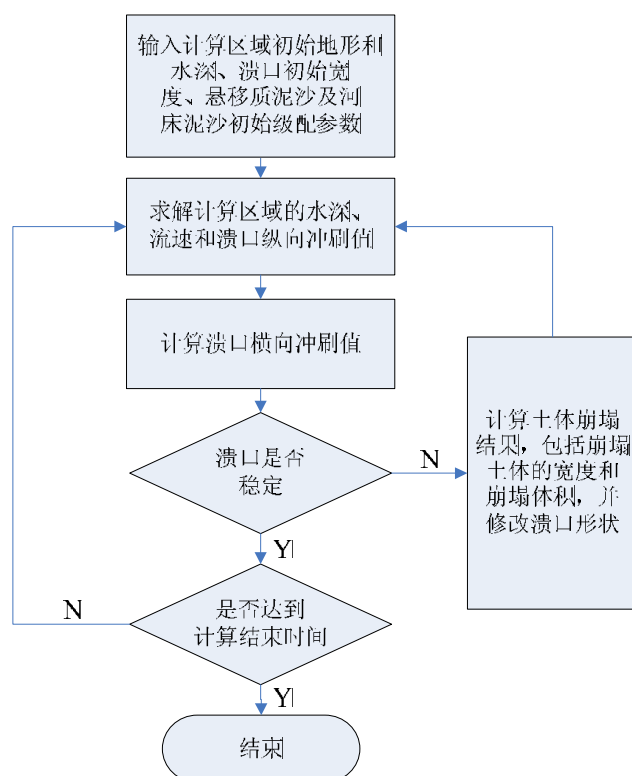 输入计算区域初始地形和
水深、溃口初始宽
度、悬移质泥沙及河
床泥沙初始级配参数
求解计算区域的水深、
流速和溃口纵向冲刷值
计算溃口横向冲刷值
溃口是否
稳定
N
计算土体崩塌
结果，包括崩塌
土体的宽度和
崩塌体积，并
修改溃口形状
Y
是否达到
计算结束时间
N
Y
结束